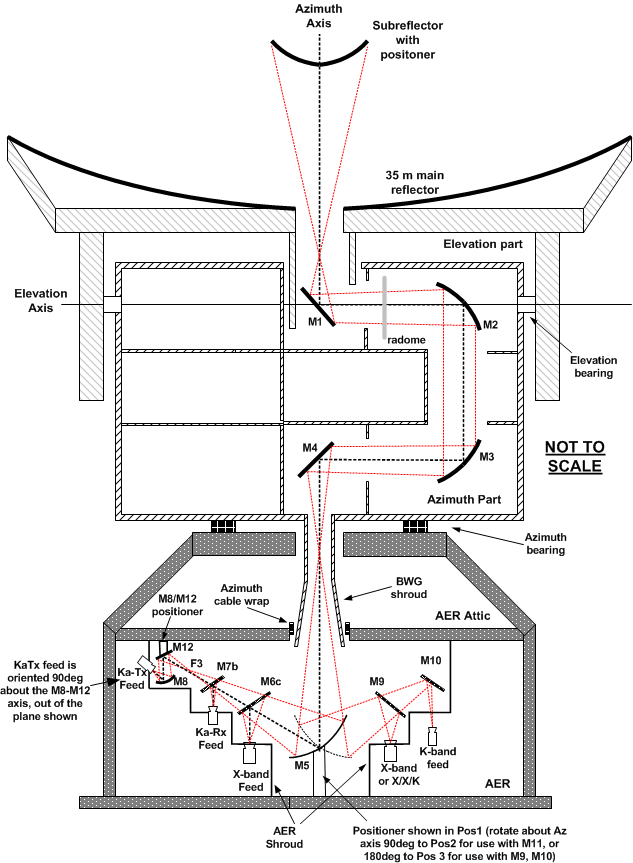 Azimuth
Axis
Subreflector
with
positoner
35 m main
reflector
Elevation part
Elevation
Axis
M1
M2
radome
Elevation
bearing
M4
M3
NOT TO
SCALE
Azimuth Part
Azimuth
bearing
Azimuth
cable wrap
BWG
shroud
M8/M12
positioner
AER Attic
M12
KaTx feed is
oriented 90deg
about the M8-M12
axis, out of the
plane shown
Ka-Tx
Feed
M8
F3
M7b
M6c
M9
M10
Ka-Rx
Feed
X-band
Feed
M5
X-band
or X/X/K
K-band
feed
AER
AER
Shroud
Positioner shown in Pos1 (rotate about Az
axis 90deg to Pos2 for use with M11, or
180deg to Pos 3 for use with M9, M10)